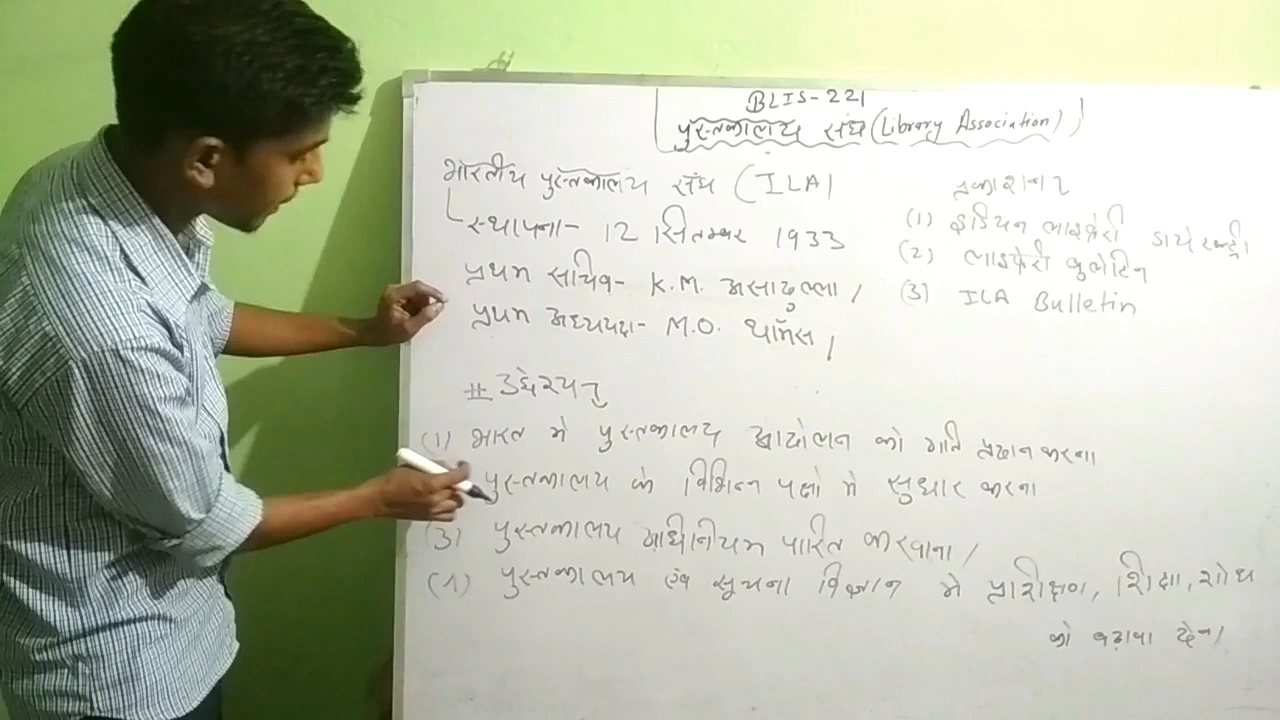 BLIS-221
पुस्तकालय संघ (Library Association)
भारतीय पुस्तकालय संघ (ILA)
स्थापना- 12 सितम्बर 1933
प्रथम सचिव- K.M. असादुल्ला /
प्रथम अध्यक्ष- M.O. थॉमस /
प्रकाशन
(1) इंडियन लाइब्रेरी डायरेक्ट्री
(2) लाइब्रेरी बुलेटिन
(3) ILA Bulletin
# उद्देश्य
(1) भारत मे पुस्तकालय आदोलन को गति प्रदान करना
पुस्तकालय के विभिन्न पक्षो मे सुधार करना
(3) पुस्तकालय अधिनियम पारित करवाना /
(4) पुस्तकालय एंव सूचना विज्ञान मे प्रशिक्षण, शिक्षा, शोध
को बढ़ावा देना